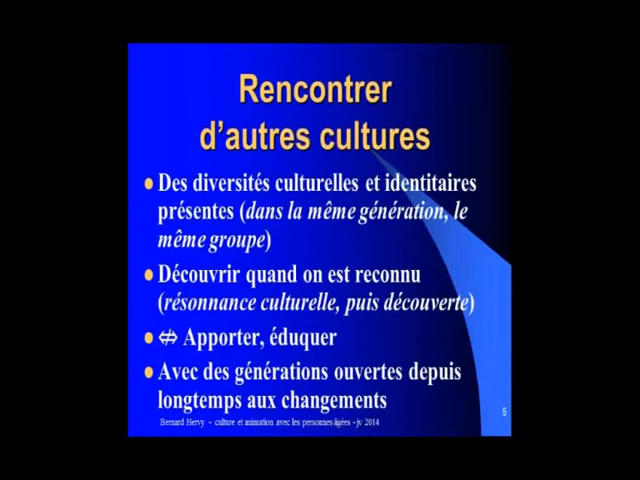 Rencontrer
d'autres cultures
● Des diversités culturelles et identitaires
présentes (dans la même génération, le
même groupe)
● Découvrir quand on est reconnu
(résonnance culturelle, puis découverte)
● ⇎ Apporter, éduquer
● Avec des générations ouvertes depuis
longtemps aux changements
Bernard Hervy - culture et animation avec les personnes âgées - jv 2014
5